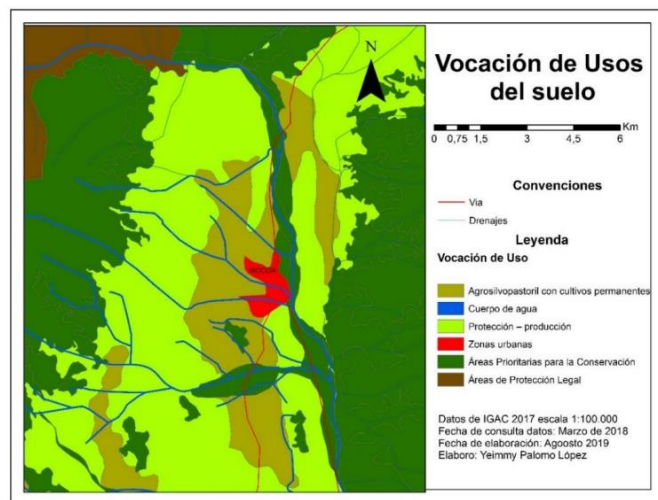 N
Vocación de Usos
del suelo
Km
0 0,75 1,5 3 4,5 6
Convenciones
Via
Drenajes
Leyenda
Vocación de Uso
Agrosilvopastoril con cultivos permanentes
Cuerpo de agua
Protección – producción
Zonas urbanas
Áreas Prioritarias para la Conservación
Áreas de Protección Legal
Datos de IGAC 2017 escala 1:100.000
Fecha de consulta datos: Marzo de 2018
Fecha de elaboración: Agoosto 2019
Elaboro: Yeimmy Palomo López